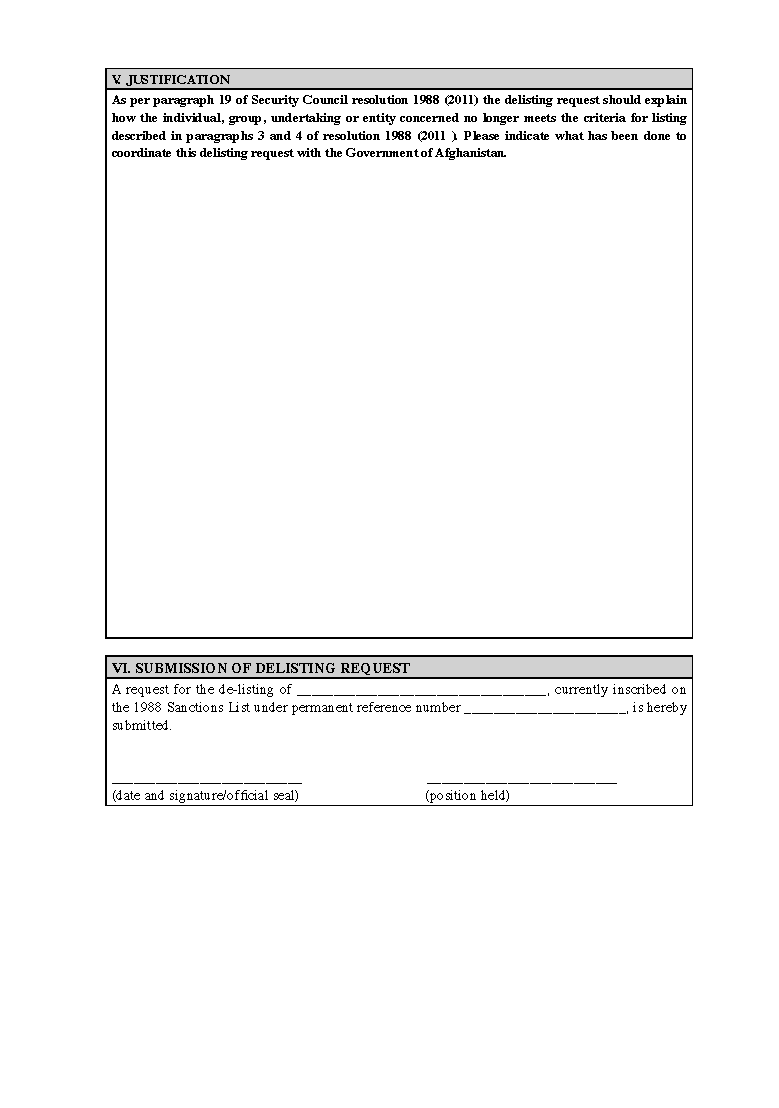 V. JUSTIFICATION
As per paragraph 19 of Security Council resolution 1988 (2011) the delisting request should explain
how the individual, group, undertaking or entity concerned no longer meets the criteria for listing
described in paragraphs 3 and 4 of resolution 1988 (2011 ). Please indicate what has been done to
coordinate this delisting request with the Government of Afghanistan.
VI. SUBMISSION OF DELISTING REQUEST
A request for the de-listing of ___________________________________, currently inscribed on
the 1988 Sanctions List under permanent reference number _______________________, is hereby
submitted.
___________________________ ___________________________
(date and signature/official seal) (position held)